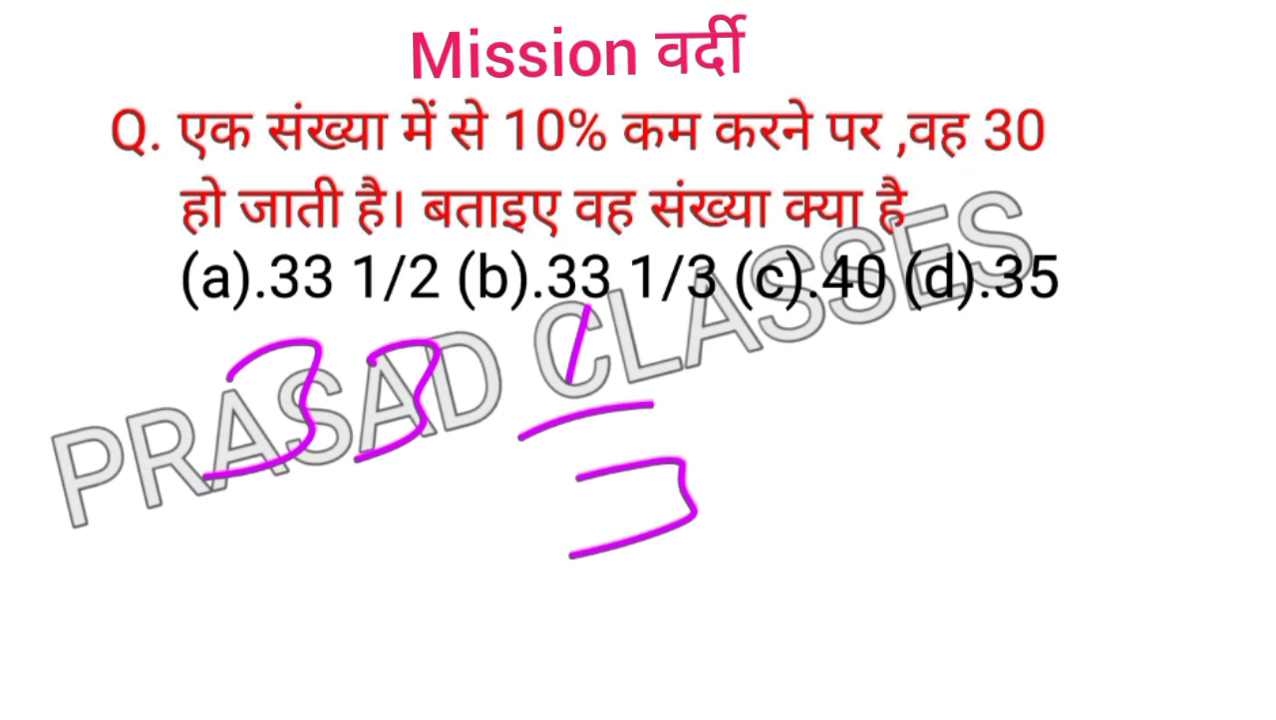 Mission वर्दी
Q. एक संख्या में से 10% कम करने पर ,वह 30
हो जाती है। बताइए वह संख्या क्या है
(a).33 1/2 (b).33 1/3 (c).40 (d).35
PRASAD CLASSES
33 1/3